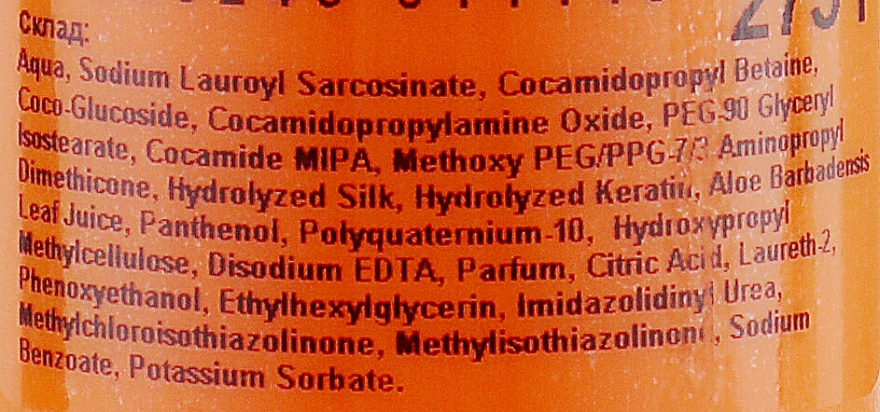 Склад:
Aqua, Sodium Lauroyl Sarcosinate, Cocamidopropyl Betaine,
Coco-Glucoside, Cocamidopropylamine Oxide, PEG-90 Glyceryl
Isostearate, Cocamide MIPA, Methoxy PEG/PPG-7/3 Aminopropyl
Dimethicone, Hydrolyzed Silk, Hydrolyzed Keratin, Aloe Barbadensis
Leaf Juice, Panthenol, Polyquaternium-10, Hydroxypropyl
Methylcellulose, Disodium EDTA, Parfum, Citric Acid, Laureth-2,
Phenoxyethanol, Ethylhexylglycerin, Imidazolidinyl Urea,
Methylchloroisothiazolinone, Methylisothiazolinone, Sodium
Benzoate, Potassium Sorbate.